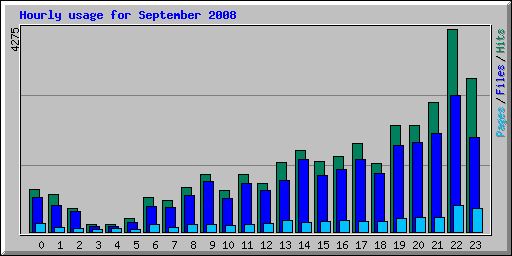 Hourly usage for September 2008
4275
Pages / Files / Hits
0 1 2 3 4 5 6 7 8 9 10 11 12 13 14 15 16 17 18 19 20 21 22 23